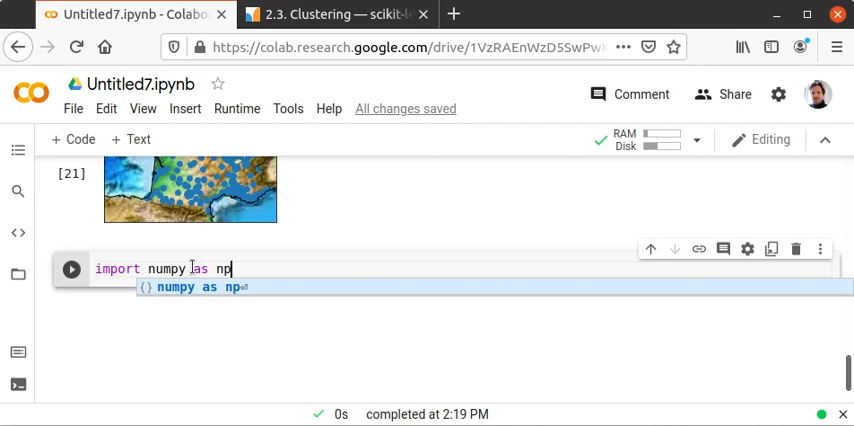 Untitled7.ipynb - Colabo
2.3. Clustering — scikit-le
https://colab.research.google.com/drive/1VzRAEnWzD5SwPwK
Untitled7.ipynb
Comment
Share
File Edit View Insert Runtime Tools Help All changes saved
+ Code + Text
RAM
Disk
Editing
[21]
import numpy as np
{} numpy as np⏎
0s completed at 2:19 PM